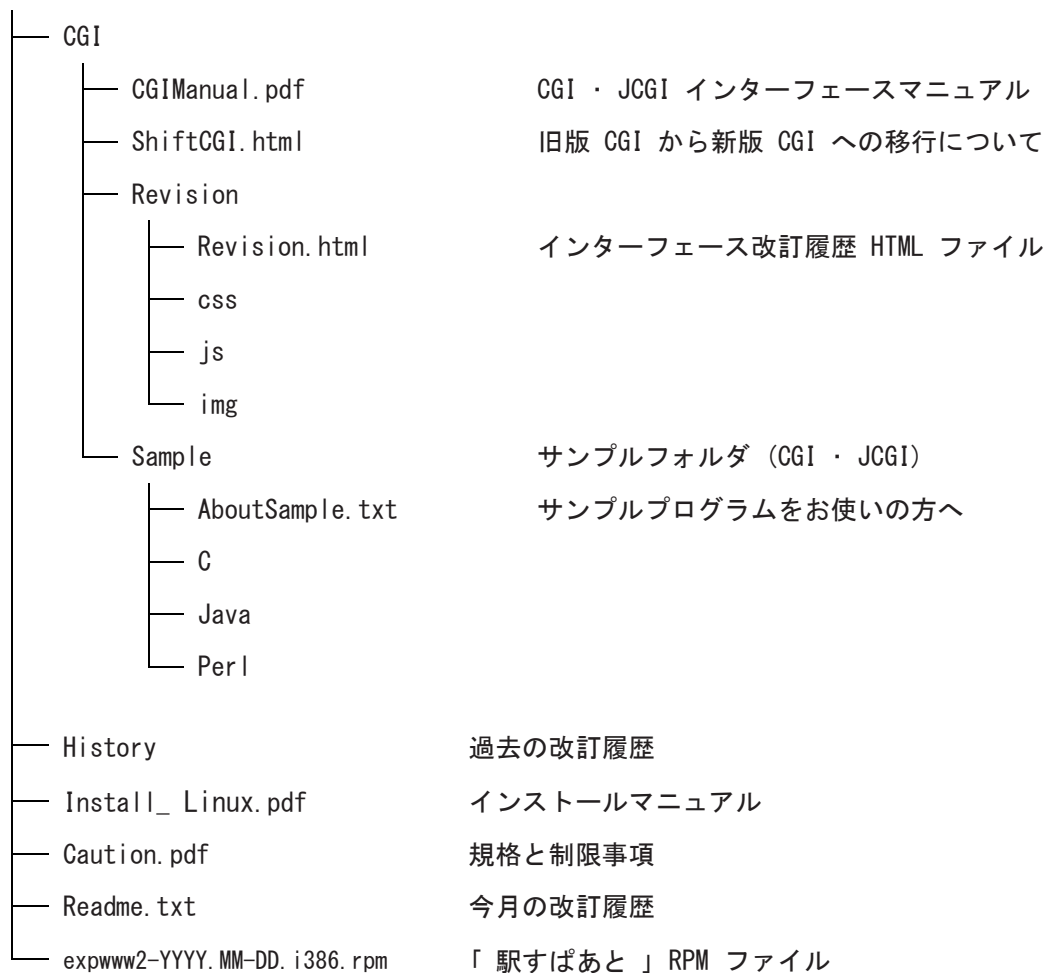 CGI
CGIManual.pdf CGI ・ JCGI インターフェースマニュアル
ShiftCGI.html 旧版 CGI から新版 CGI への移行について
Revision
Revision.html インターフェース改訂履歴 HTML ファイル
css
js
img
Sample サンプルフォルダ (CGI ・ JCGI)
AboutSample.txt サンプルプログラムをお使いの方へ
C
Java
Perl
History 過去の改訂履歴
Install_ Linux.pdf インストールマニュアル
Caution.pdf 規格と制限事項
Readme.txt 今月の改訂履歴
expwww2-YYYY.MM-DD.i386.rpm 「 駅すぱあと 」 RPM ファイル